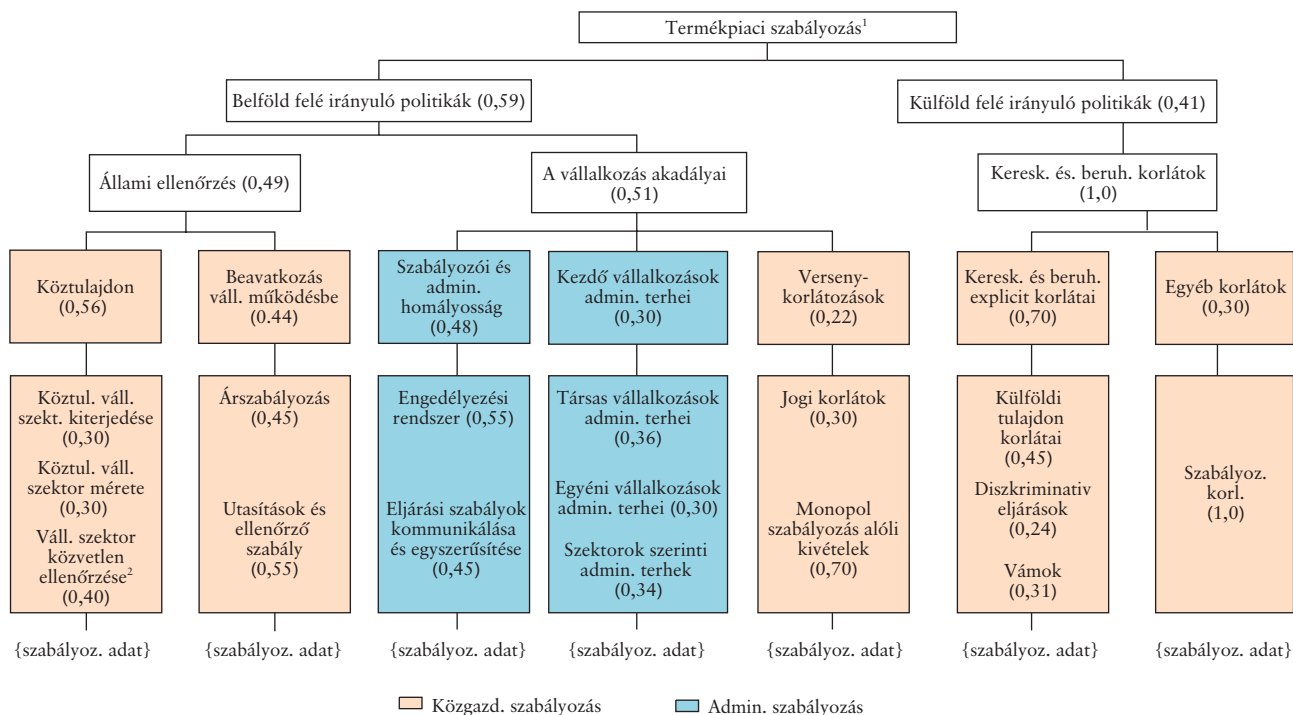 Termékpiaci szabályozás¹
Belföld felé irányuló politikák (0,59)
Külföld felé irányuló politikák (0,41)
Állami ellenőrzés (0,49)
A vállalkozás akadályai
(0,51)
Keresk. és. beruh. korlátok
(1,0)
Köztulajdon
(0,56)
Beavatkozás
váll. működésbe
(0.44)
Szabályozói és
admin.
homályosság
(0,48)
Kezdő vállalkozások
admin. terhei
(0,30)
Verseny-
korlátozások
(0,22)
Keresk. és beruh.
explicit korlátai
(0,70)
Egyéb korlátok
(0,30)
Köztul. váll.
szekt. kiterjedése
(0,30)
Köztul. váll.
szektor mérete
(0,30)
Váll. szektor
közvetlen
ellenőrzése²
(0,40)
Árszabályozás
(0,45)
Utasítások és
ellenőrző
szabály
(0,55)
Engedélyezési
rendszer (0,55)
Eljárási szabályok
kommunikálása
és egyszerűsítése
(0,45)
Társas vállalkozások
admin. terhei
(0,36)
Egyéni vállalkozások
admin. terhei (0,30)
Szektorok szerinti
admin. terhek
(0,34)
Jogi korlátok
(0,30)
Monopol
szabályozás alóli
kivételek
(0,70)
Külföldi
tulajdon
korlátai
(0,45)
Diszkriminativ
eljárások
(0,24)
Vámok
(0,31)
Szabályoz.
korl.
(1,0)
{szabályoz. adat}
{szabályoz. adat}
{szabályoz. adat}
{szabályoz. adat}
{szabályoz. adat}
{szabályoz. adat}
{szabályoz. adat}
Közgazd. szabályozás
Admin. szabályozás